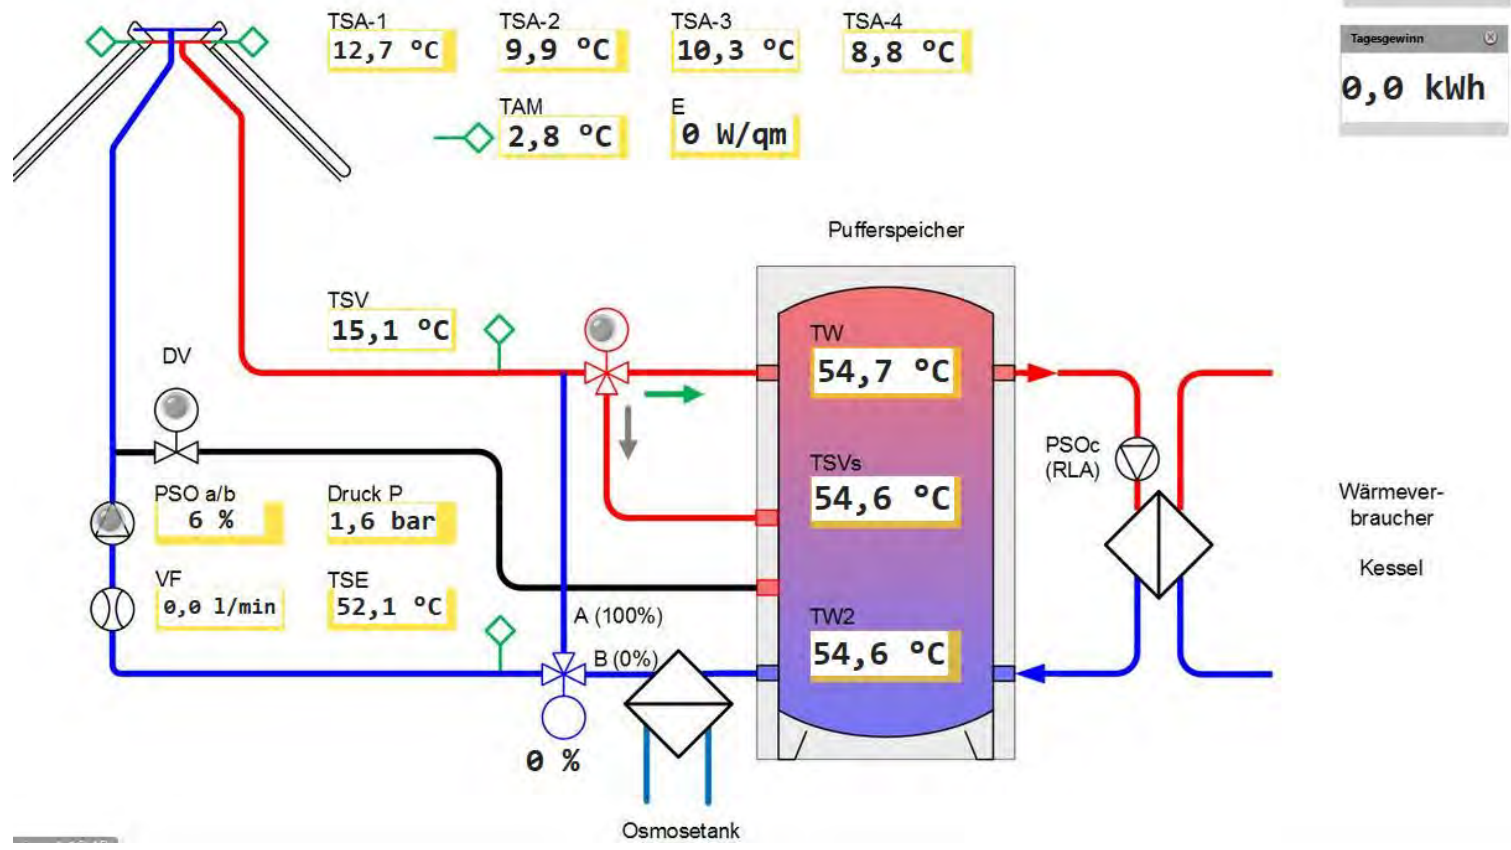 TSA-1
12,7 °C
TSA-2
9,9 °C
TSA-3
10,3 °C
TSA-4
8,8 °C
Tagesgewinn
0,0 kWh
TAM
2,8 °C
E
0 W/qm
Pufferspeicher
TSV
15,1 °C
DV
TW
54,7 °C
PSOc
(RLA)
TSVs
54,6 °C
PSO a/b
6 %
Druck P
1,6 bar
Wärmever-
braucher
Kessel
VF
0,0 l/min
TSE
52,1 °C
A (100%)
B (0%)
TW2
54,6 °C
0 %
Osmosetank